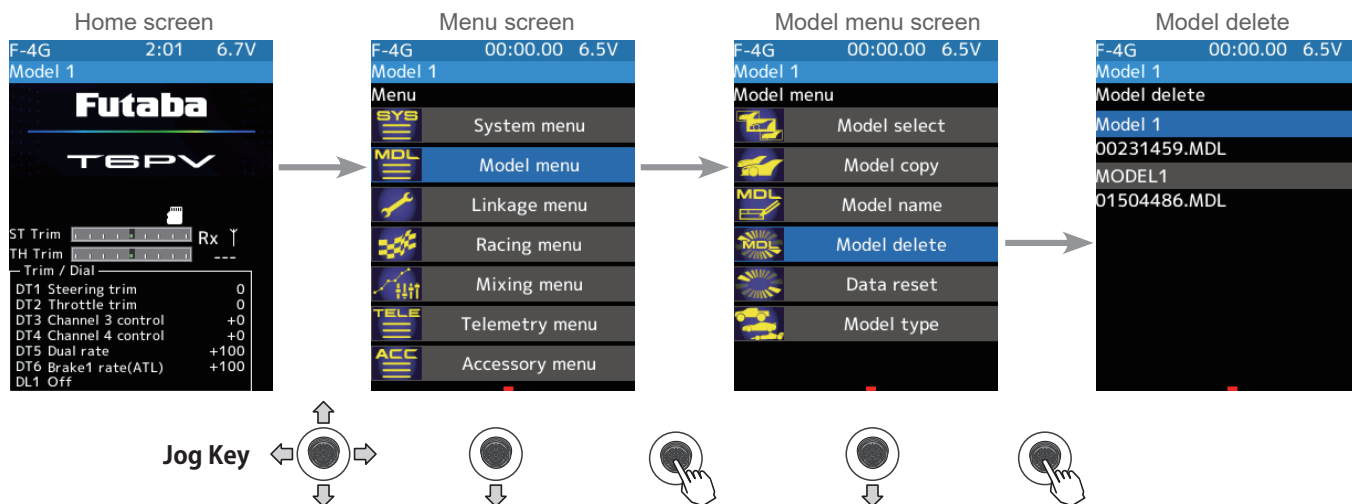 Home screen
F-4G 2:01 6.7V
Model 1
Futaba
T6PV
ST Trim
Rx
TH Trim
---
Trim / Dial
DT1 Steering trim 0
DT2 Throttle trim 0
DT3 Channel 3 control +0
DT4 Channel 4 control +0
DT5 Dual rate +100
DT6 Brake1 rate(ATL) +100
DL1 Off
Menu screen
F-4G 00:00.00 6.5V
Model 1
Menu
SYS System menu
MDL Model menu
Linkage menu
Racing menu
Mixing menu
TELE Telemetry menu
ACC Accessory menu
Model menu screen
F-4G 00:00.00 6.5V
Model 1
Model menu
Model select
Model copy
MDL Model name
MDL Model delete
Data reset
Model type
Model delete
F-4G 00:00.00 6.5V
Model 1
Model delete
Model 1
00231459.MDL
MODEL1
01504486.MDL
Jog Key